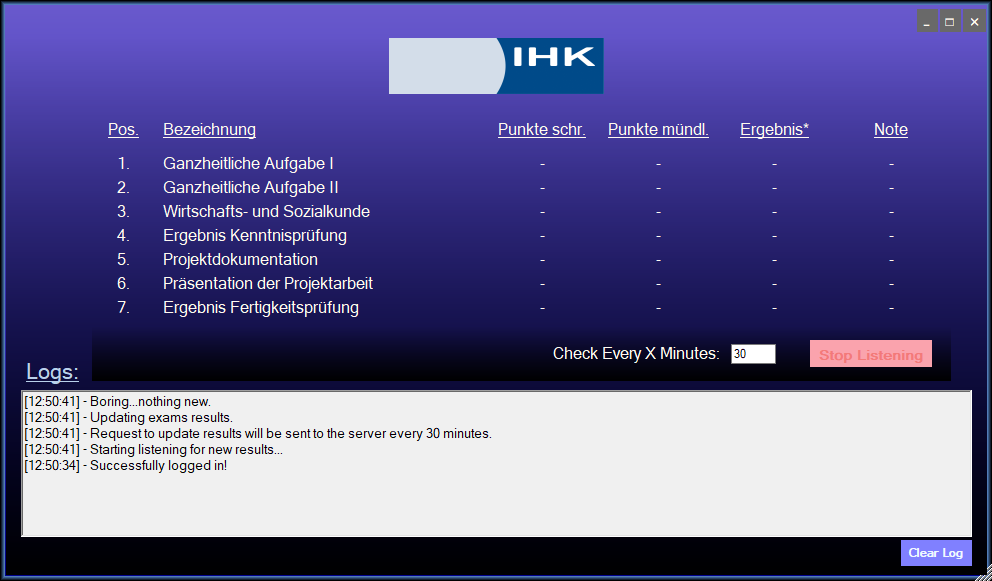 IHK
Pos. Bezeichnung Punkte schr. Punkte mündl. Ergebnis* Note
1. Ganzheitliche Aufgabe I - - - -
2. Ganzheitliche Aufgabe II - - - -
3. Wirtschafts- und Sozialkunde - - - -
4. Ergebnis Kenntnisprüfung - - - -
5. Projektdokumentation - - - -
6. Präsentation der Projektarbeit - - - -
7. Ergebnis Fertigkeitsprüfung - - - -
Check Every X Minutes: 30 Stop Listening
Logs:
[12:50:41] - Boring...nothing new.
[12:50:41] - Updating exams results.
[12:50:41] - Request to update results will be sent to the server every 30 minutes.
[12:50:41] - Starting listening for new results...
[12:50:34] - Successfully logged in!
Clear Log